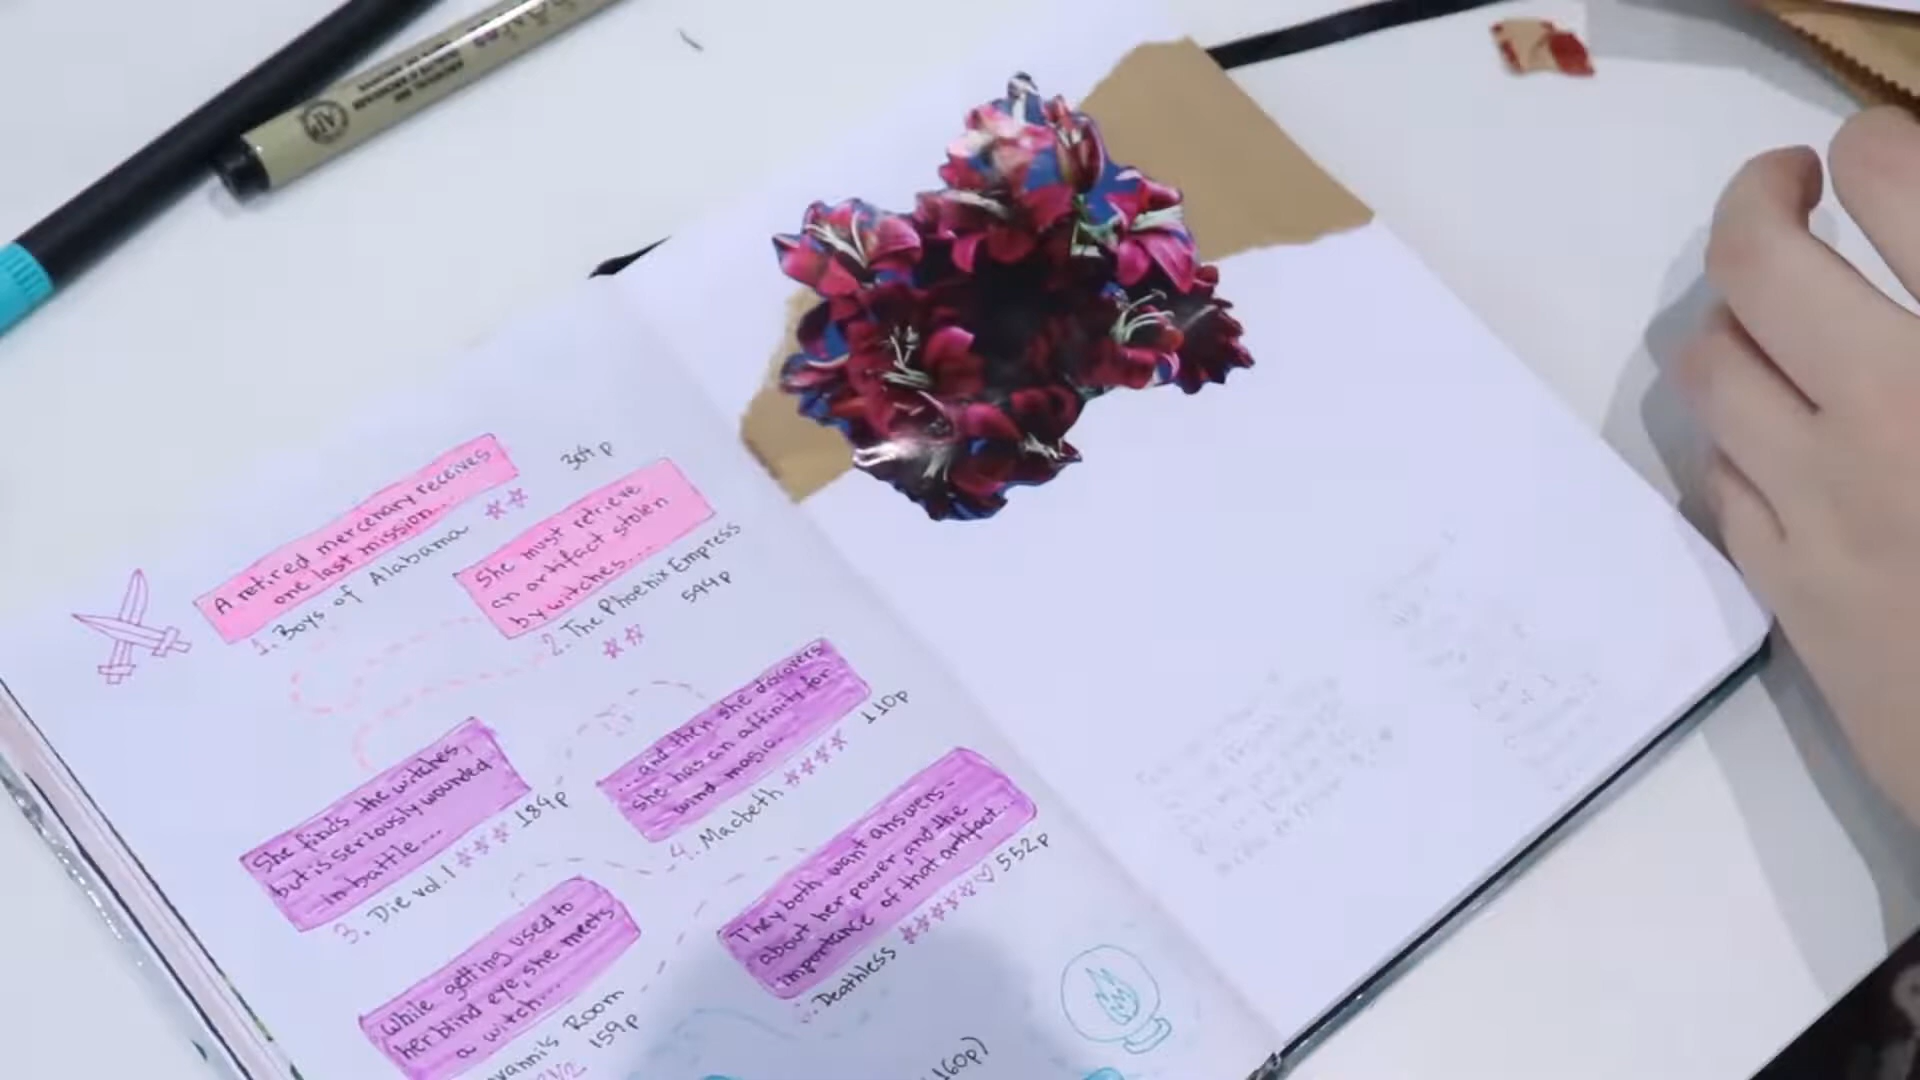 304 p
A retired mercenary receives
one last mission...
1. Boys of Alabama
She must retrieve
an artifact stolen
by witches...
2. The Phoenix Empress
594p
She finds the witches,
but is seriously wounded
in battle...
3. Die vol. 1
184p
...and then she discovers
she has an affinity for
wind magic.
4. Macbeth
110p
While getting used to
her blind eye, she meets
a witch...
Room
159p
They both want answers -
about her power, and the
importance of that artifact...
Deathless
552p
160p)